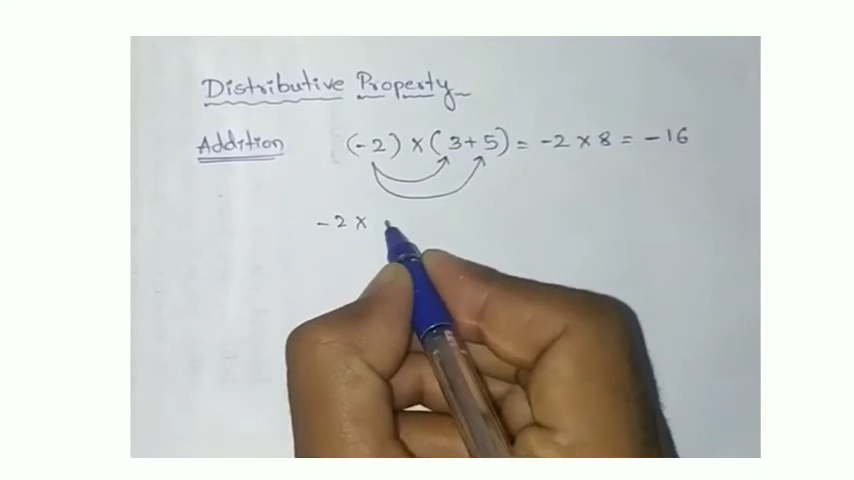 Distributive Property
Addition (-2) × (3+5) = -2 × 8 = -16
-2 ×